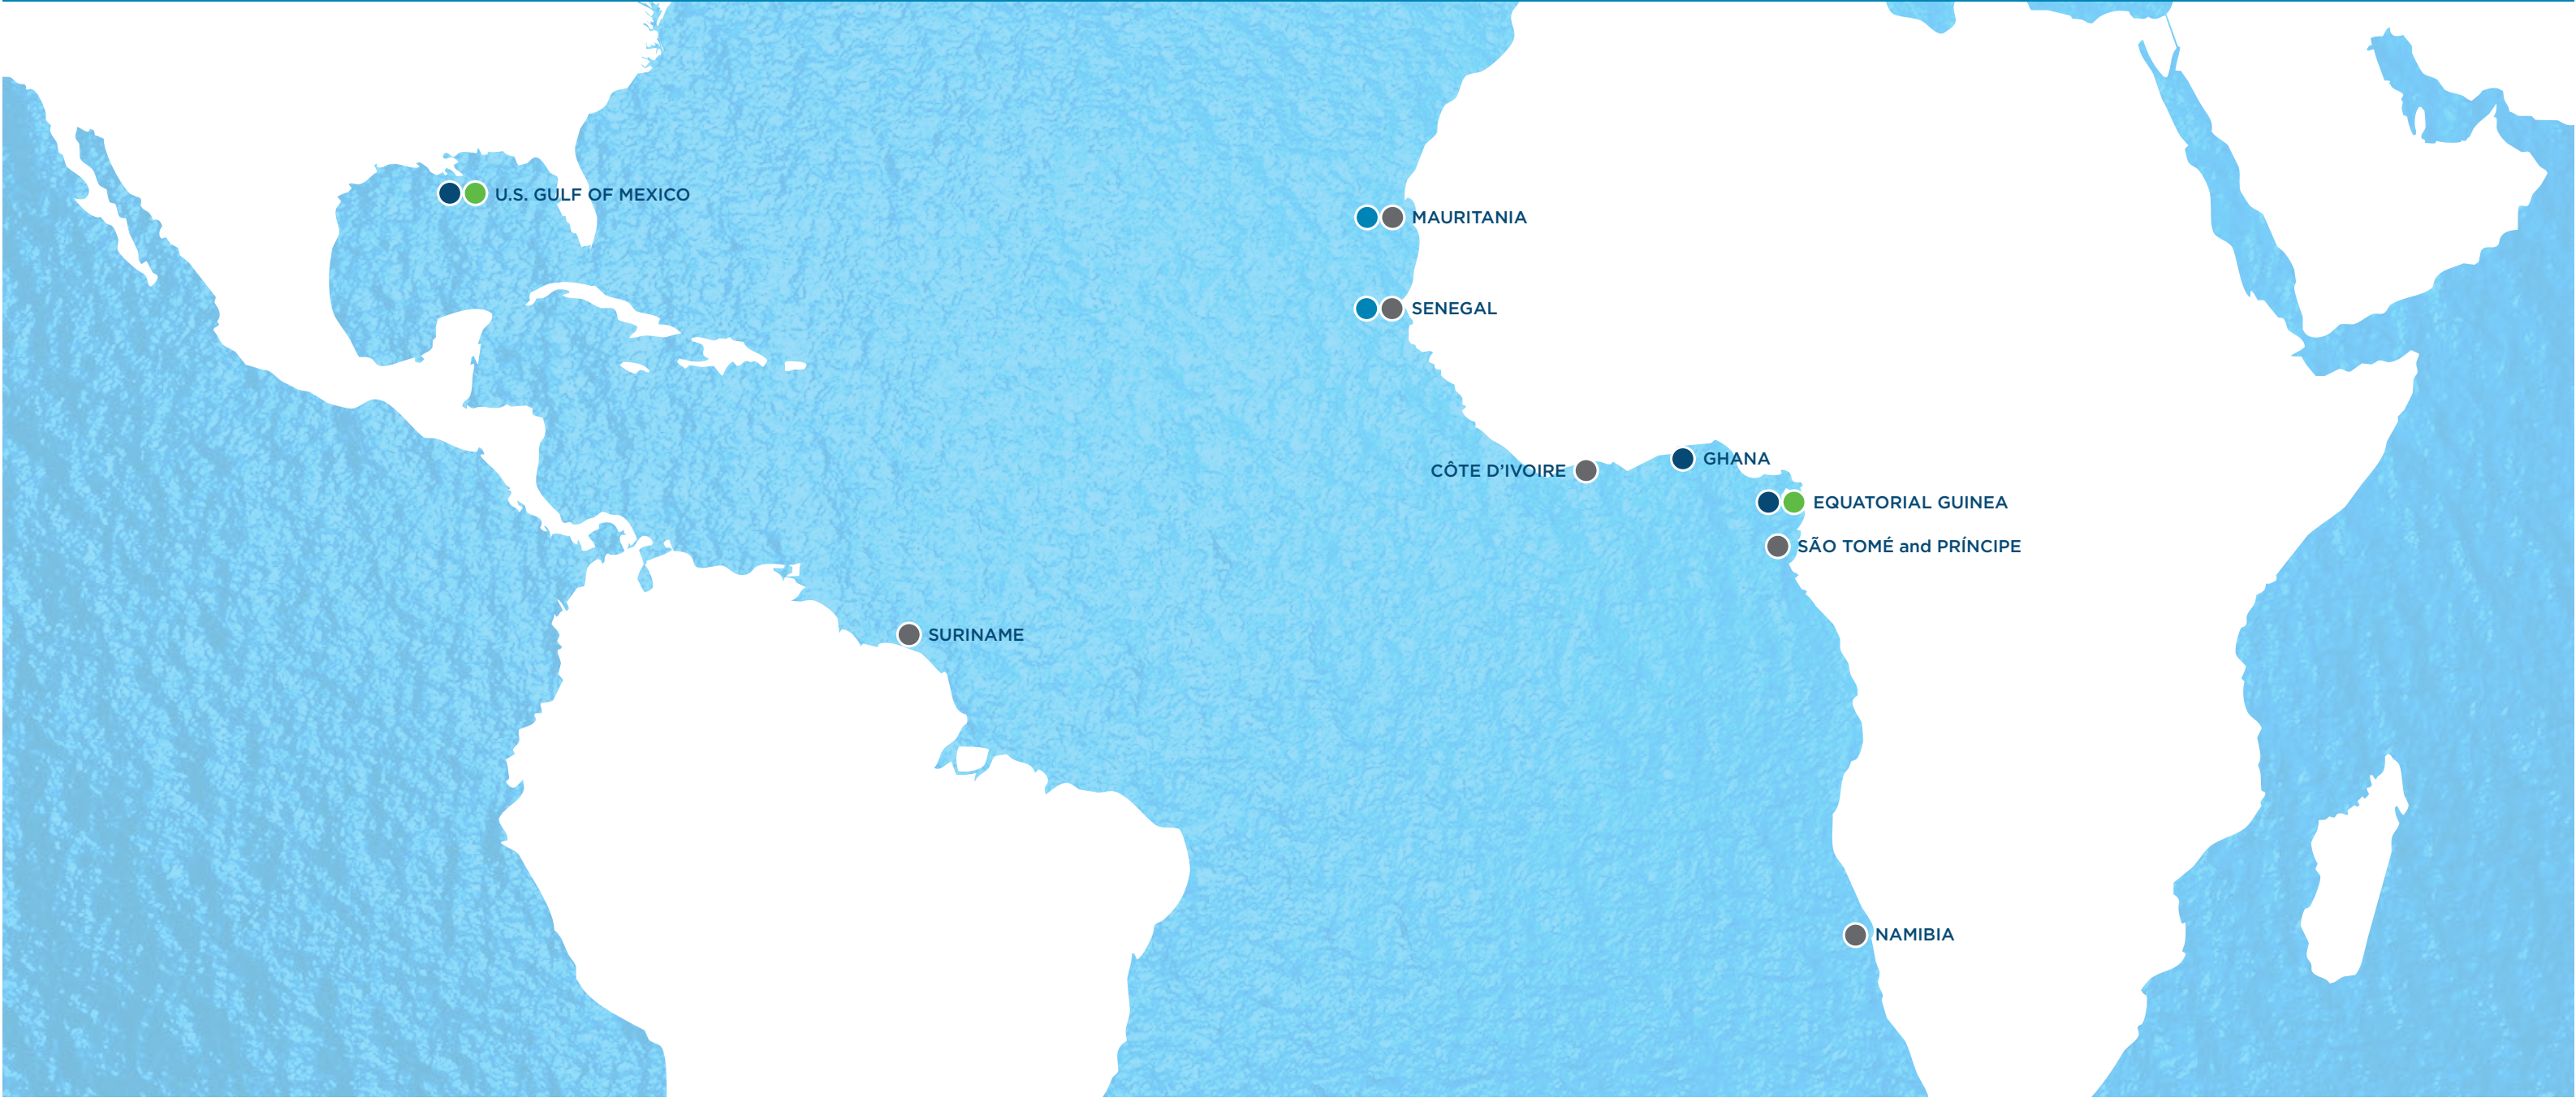 U.S. GULF OF MEXICO
MAURITANIA
SENEGAL
GHANA
CÔTE D’IVOIRE
EQUATORIAL GUINEA
SÃO TOMÉ and PRÍNCIPE
SURINAME
NAMIBIA